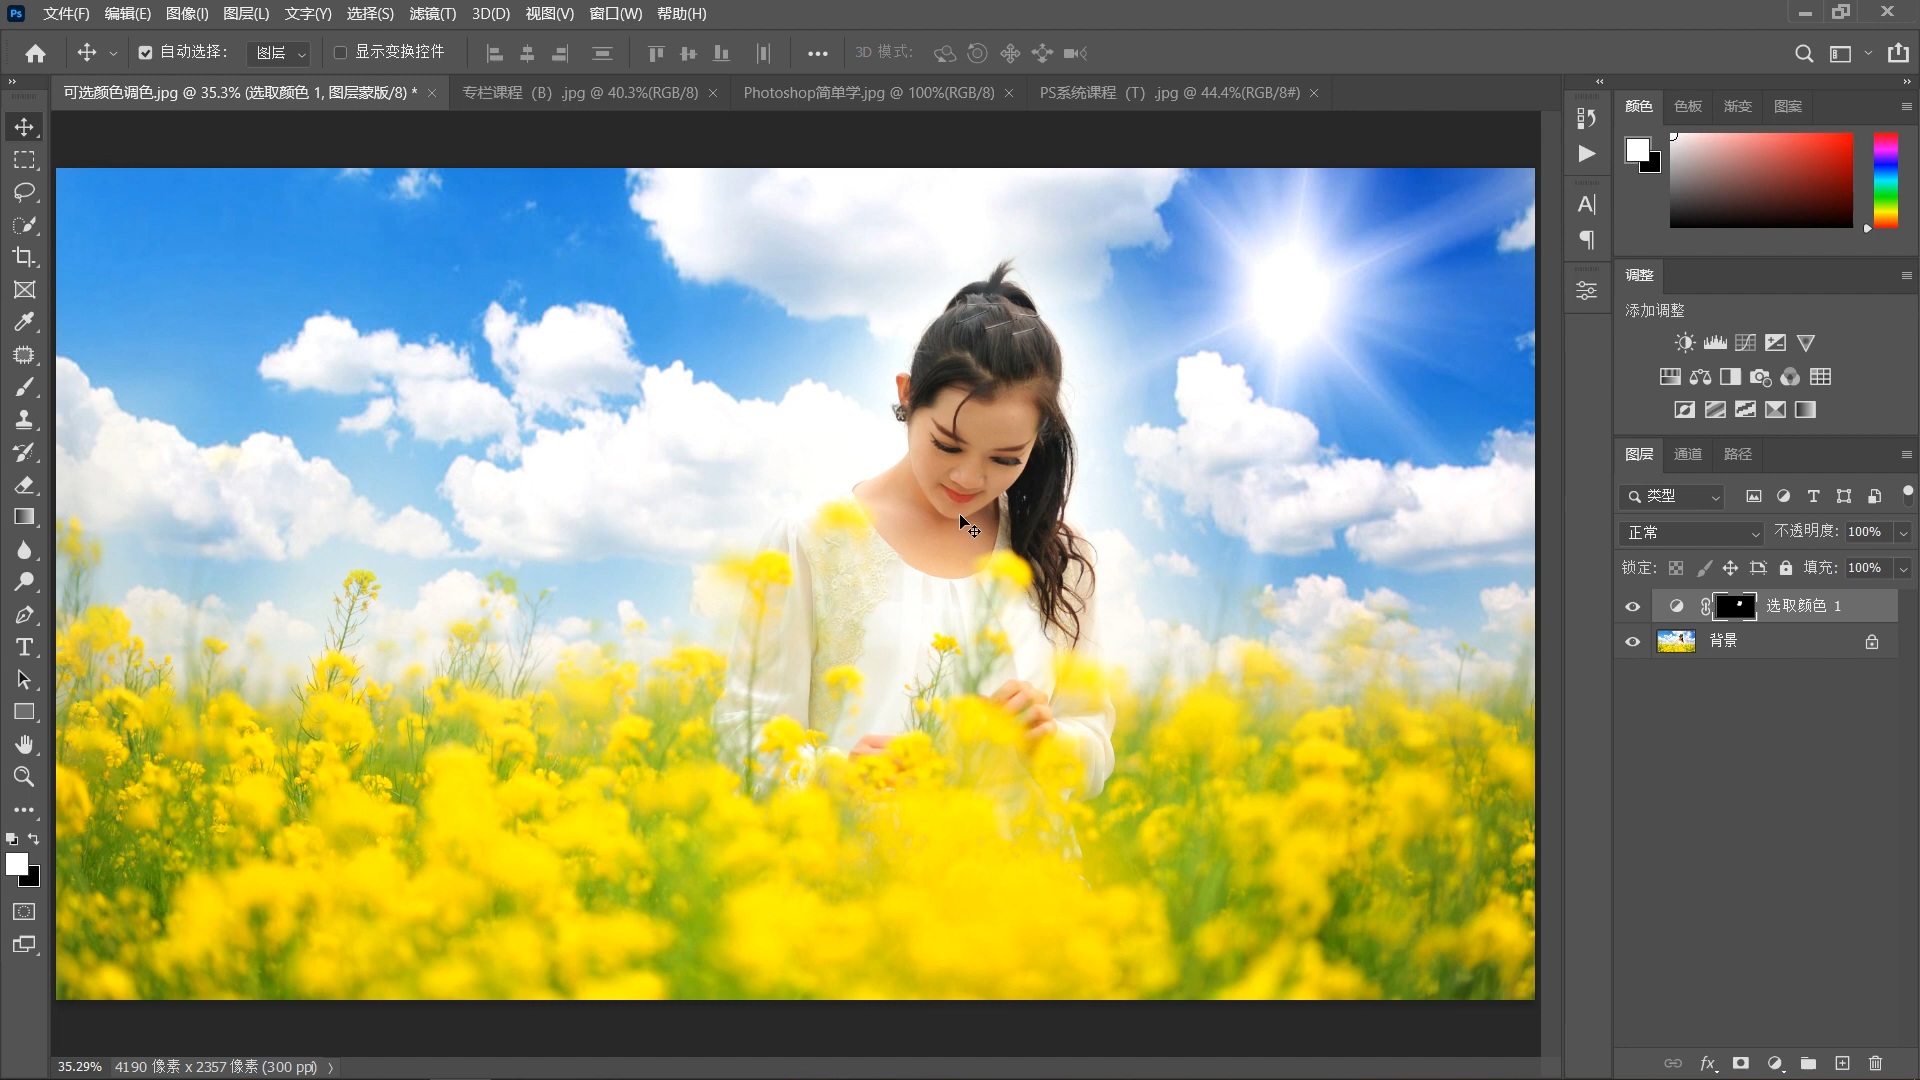 Ps 文件(F) 编辑(E) 图像(I) 图层(L) 文字(Y) 选择(S) 滤镜(T) 3D(D) 视图(V) 窗口(W) 帮助(H)
自动选择： 图层 显示变换控件 3D 模式：
可选颜色调色.jpg @ 35.3% (选取颜色 1, 图层蒙版/8) * 专栏课程（B）.jpg @ 40.3%(RGB/8) Photoshop简单学.jpg @ 100%(RGB/8) PS系统课程（T）.jpg @ 44.4%(RGB/8#)
颜色 色板 渐变 图案
调整
添加调整
图层 通道 路径
类型
正常 不透明度： 100%
锁定： 填充： 100%
选取颜色 1
背景
35.29% 4190 像素 x 2357 像素 (300 ppi)